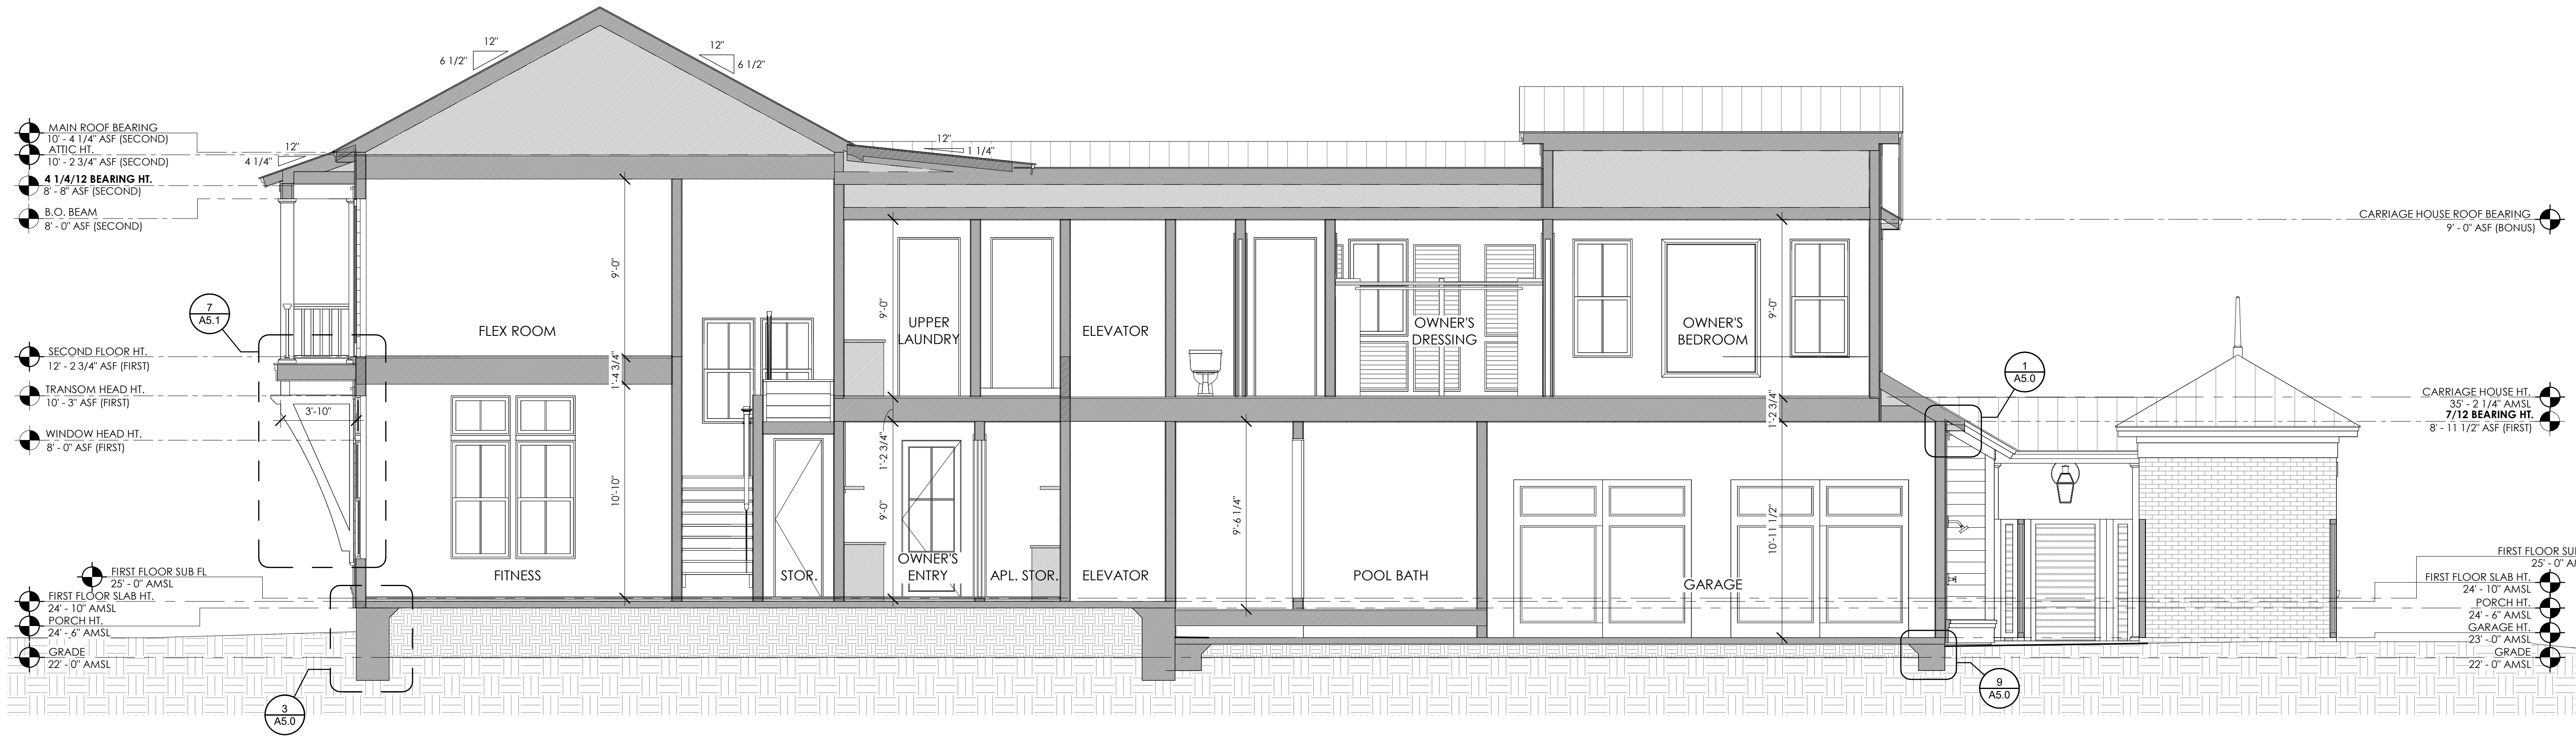 12"
6 1/2"
12"
6 1/2"
MAIN ROOF BEARING
10' - 4 1/4" ASF (SECOND)
ATTIC HT.
10' - 2 3/4" ASF (SECOND)
4 1/4/12 BEARING HT.
8' - 8" ASF (SECOND)
B.O. BEAM
8' - 0" ASF (SECOND)
SECOND FLOOR HT.
12' - 2 3/4" ASF (FIRST)
TRANSOM HEAD HT.
10' - 3" ASF (FIRST)
WINDOW HEAD HT.
8' - 0" ASF (FIRST)
FIRST FLOOR SUB FL
25' - 0" AMSL
FIRST FLOOR SLAB HT.
24' - 10" AMSL
PORCH HT.
24' - 6" AMSL
GRADE
22' - 0" AMSL
12"
4 1/4"
12"
1 1/4"
7
A5.1
3'-10"
3
A5.0
9'-0"
1'-4 3/4"
10'-10"
FLEX ROOM
FITNESS
STOR.
9'-0"
1'-2 3/4"
9'-0"
UPPER
LAUNDRY
ELEVATOR
OWNER'S
DRESSING
OWNER'S
BEDROOM
9'-0"
1'-2 3/4"
10'-11 1/2"
OWNER'S
ENTRY
APL. STOR.
ELEVATOR
9'-6 1/4"
POOL BATH
GARAGE
1
A5.0
9
A5.0
CARRIAGE HOUSE ROOF BEARING
9' - 0" ASF (BONUS)
CARRIAGE HOUSE HT.
35' - 2 1/4" AMSL
7/12 BEARING HT.
8' - 11 1/2" ASF (FIRST)
FIRST FLOOR SU
25' - 0" A
FIRST FLOOR SLAB HT.
24' - 10" AMSL
PORCH HT.
24' - 6" AMSL
GARAGE HT.
23' - 0" AMSL
GRADE
22' - 0" AMSL